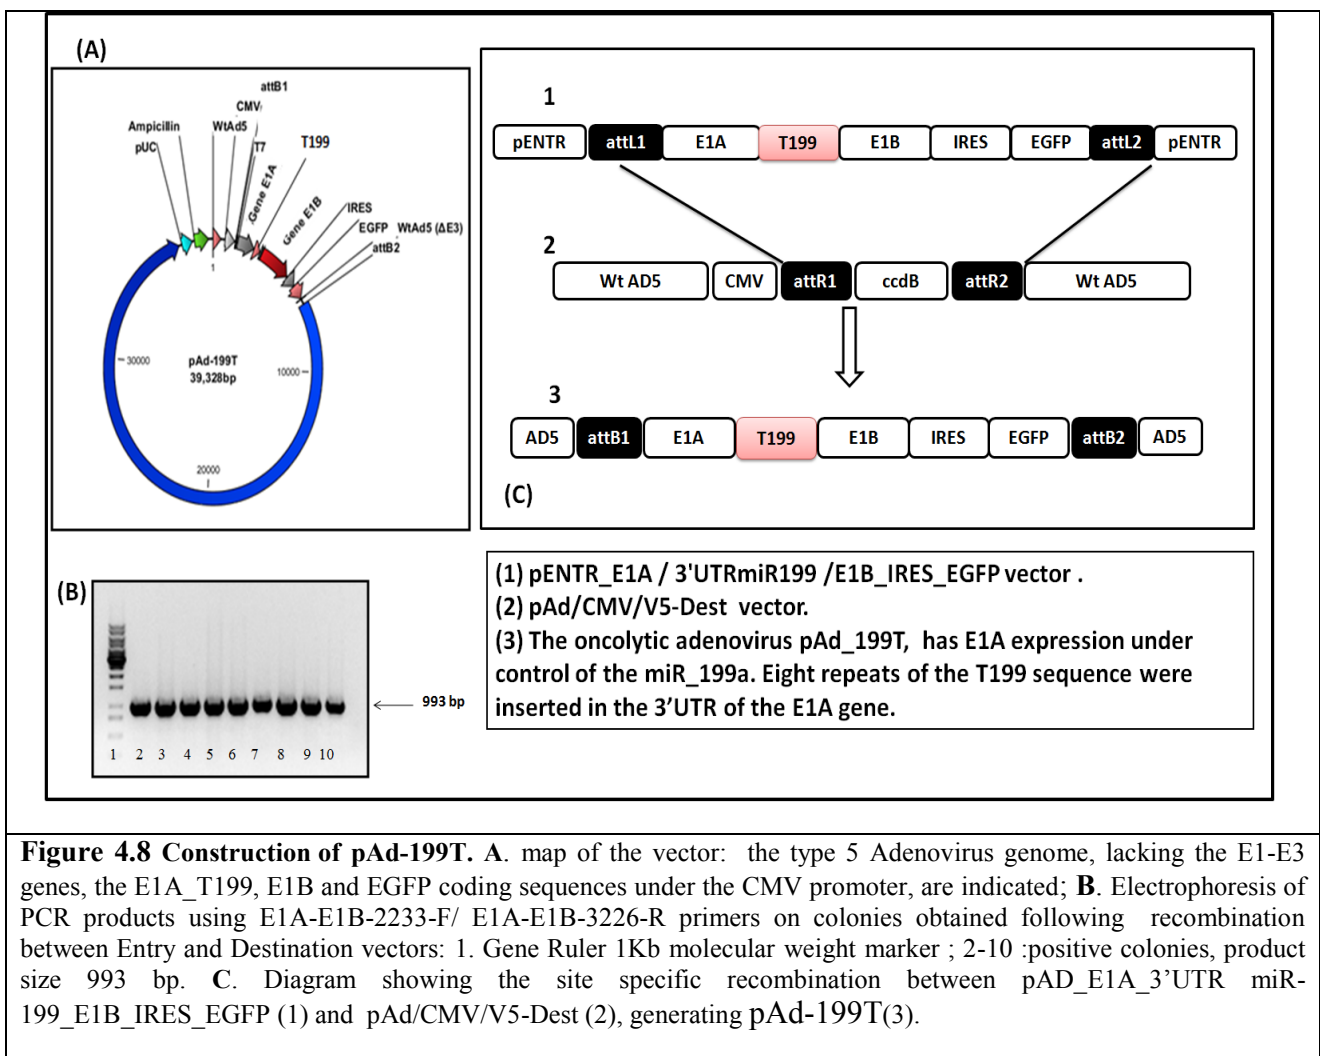 (A)
attB1
CMV
Ampicillin
WtAd5
pUC
T7
T199
Gene E1A
Gene E1B
IRES
EGFP
WtAd5 (ΔE3)
attB2
1
30000
pAd-199T
39,328bp
10000
20000
1
pENTR attL1 E1A T199 E1B IRES EGFP attL2 pENTR
2
Wt AD5 CMV attR1 ccdB attR2 Wt AD5
3
AD5 attB1 E1A T199 E1B IRES EGFP attB2 AD5
(C)
(B)
993 bp
1 2 3 4 5 6 7 8 9 10
(1) pENTR_E1A / 3'UTRmiR199 /E1B_IRES_EGFP vector .
(2) pAd/CMV/V5-Dest vector.
(3) The oncolytic adenovirus pAd_199T, has E1A expression under
control of the miR_199a. Eight repeats of the T199 sequence were
inserted in the 3’UTR of the E1A gene.
Figure 4.8 Construction of pAd-199T. A. map of the vector: the type 5 Adenovirus genome, lacking the E1-E3
genes, the E1A_T199, E1B and EGFP coding sequences under the CMV promoter, are indicated; B. Electrophoresis of
PCR products using E1A-E1B-2233-F/ E1A-E1B-3226-R primers on colonies obtained following recombination
between Entry and Destination vectors: 1. Gene Ruler 1Kb molecular weight marker ; 2-10 :positive colonies, product
size 993 bp. C. Diagram showing the site specific recombination between pAD_E1A_3’UTR miR-
199_E1B_IRES_EGFP (1) and pAd/CMV/V5-Dest (2), generating pAd-199T(3).